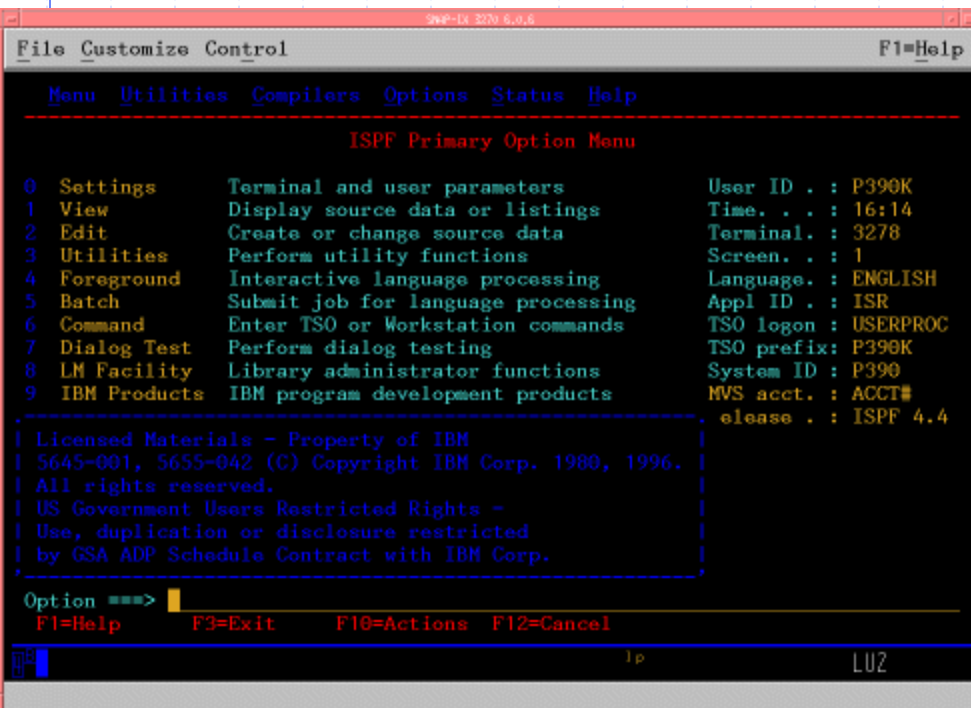 SNAP-IX 3270 6.0.6
File Customize Control F1=Help
Menu Utilities Compilers Options Status Help
ISPF Primary Option Menu
0 Settings Terminal and user parameters User ID . : P390K
1 View Display source data or listings Time. . . : 16:14
2 Edit Create or change source data Terminal. : 3278
3 Utilities Perform utility functions Screen. . : 1
4 Foreground Interactive language processing Language. : ENGLISH
5 Batch Submit job for language processing Appl ID . : ISR
6 Command Enter TSO or Workstation commands TSO logon : USERPROC
7 Dialog Test Perform dialog testing TSO prefix: P390K
8 LM Facility Library administrator functions System ID : P390
9 IBM Products IBM program development products MVS acct. : ACCT#
elease . : ISPF 4.4
Licensed Materials - Property of IBM
5645-001, 5655-042 (C) Copyright IBM Corp. 1980, 1996.
All rights reserved.
US Government Users Restricted Rights -
Use, duplication or disclosure restricted
by GSA ADP Schedule Contract with IBM Corp.
Option ===>
F1=Help F3=Exit F10=Actions F12=Cancel
LU2